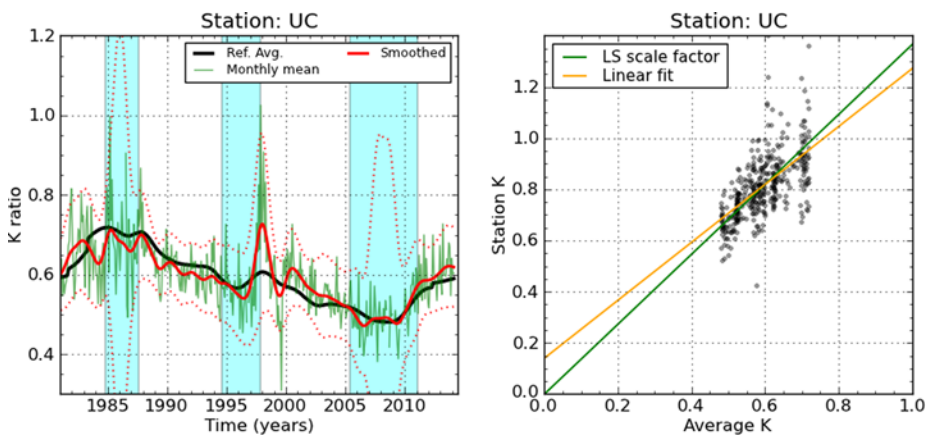 Station: UC
1.2
1.0
0.8
0.6
0.4
K ratio
Ref. Avg.
Smoothed
Monthly mean
1985 1990 1995 2000 2005 2010
Time (years)
Station: UC
1.2
1.0
0.8
0.6
0.4
0.2
0.0
Station K
LS scale factor
Linear fit
0.0 0.2 0.4 0.6 0.8 1.0
Average K